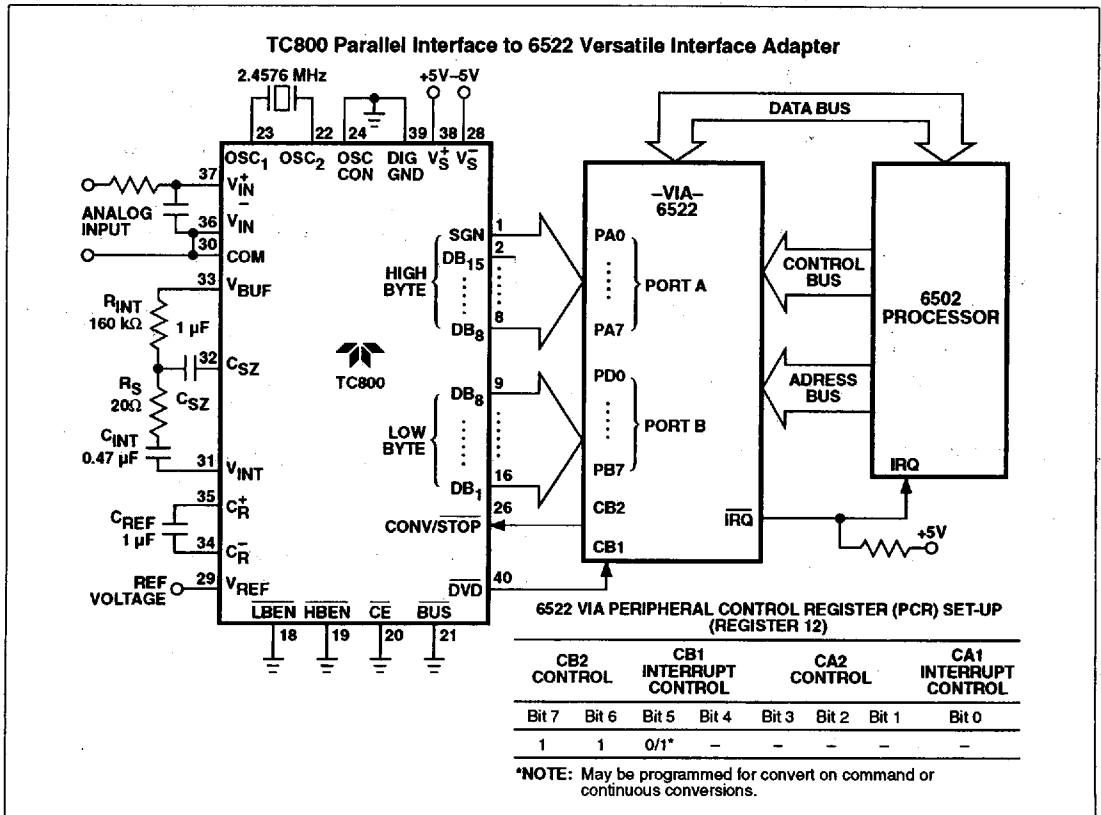 TC800 Parallel Interface to 6522 Versatile Interface Adapter
2.4576 MHz
+5V –5V
23 22 24 39 38 28
OSC1 OSC2 OSC CON DIG GND VS+ VS–
37 VIN+
ANALOG INPUT
36 VIN–
30 COM
33 VBUF
RINT
160 kΩ
1 µF
32 CSZ
RS
20Ω
CSZ
CINT
0.47 µF
31 VINT
35 CR+
CREF
1 µF
34 CR–
REF VOLTAGE
29 VREF
LBEN HBEN CE BUS
18 19 20 21
TC800
HIGH BYTE
SGN 1
DB15 2
DB8 8
LOW BYTE
DB8 9
DB1 16
CONV/STOP 26
DVD 40
–VIA–
6522
PA0
PORT A
PA7
PD0
PORT B
PB7
CB2
CB1
IRQ
DATA BUS
CONTROL BUS
ADRESS BUS
6502
PROCESSOR
IRQ
+5V
6522 VIA PERIPHERAL CONTROL REGISTER (PCR) SET-UP
(REGISTER 12)
CB2 CONTROL CB1 INTERRUPT CONTROL CA2 CONTROL CA1 INTERRUPT CONTROL
Bit 7 Bit 6 Bit 5 Bit 4 Bit 3 Bit 2 Bit 1 Bit 0
1 1 0/1* – – – – –
*NOTE: May be programmed for convert on command or
continuous conversions.